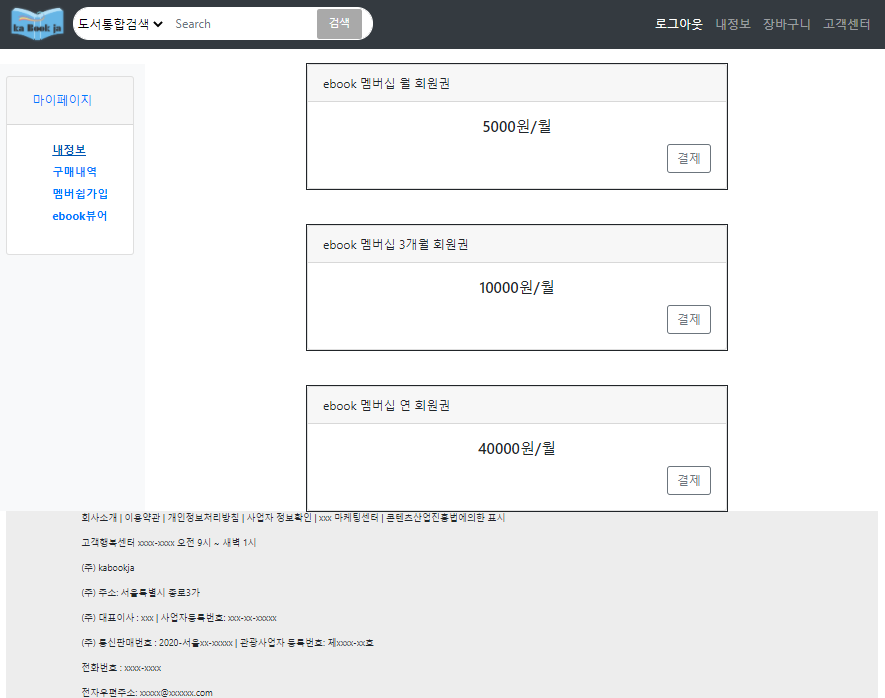 ka Book ja
도서통합검색 Search 검색
로그아웃 내정보 장바구니 고객센터
마이페이지
내정보
구매내역
멤버쉽가입
ebook뷰어
ebook 멤버십 월 회원권
5000원/월
결제
ebook 멤버십 3개월 회원권
10000원/월
결제
ebook 멤버십 연 회원권
40000원/월
결제
회사소개 | 이용약관 | 개인정보처리방침 | 사업자 정보확인 | xxx 마케팅센터 | 콘텐츠산업진흥법에의한 표시
고객행복센터 xxxx-xxxx 오전 9시 ~ 새벽 1시
(주) kabookja
(주) 주소: 서울특별시 종로3가
(주) 대표이사 : xxx | 사업자등록번호: xxx-xx-xxxxx
(주) 통신판매번호 : 2020-서울xx-xxxxx | 관광사업자 등록번호: 제xxxx-xx호
전화번호 : xxxx-xxxx
전자우편주소: xxxxx@xxxxxx.com